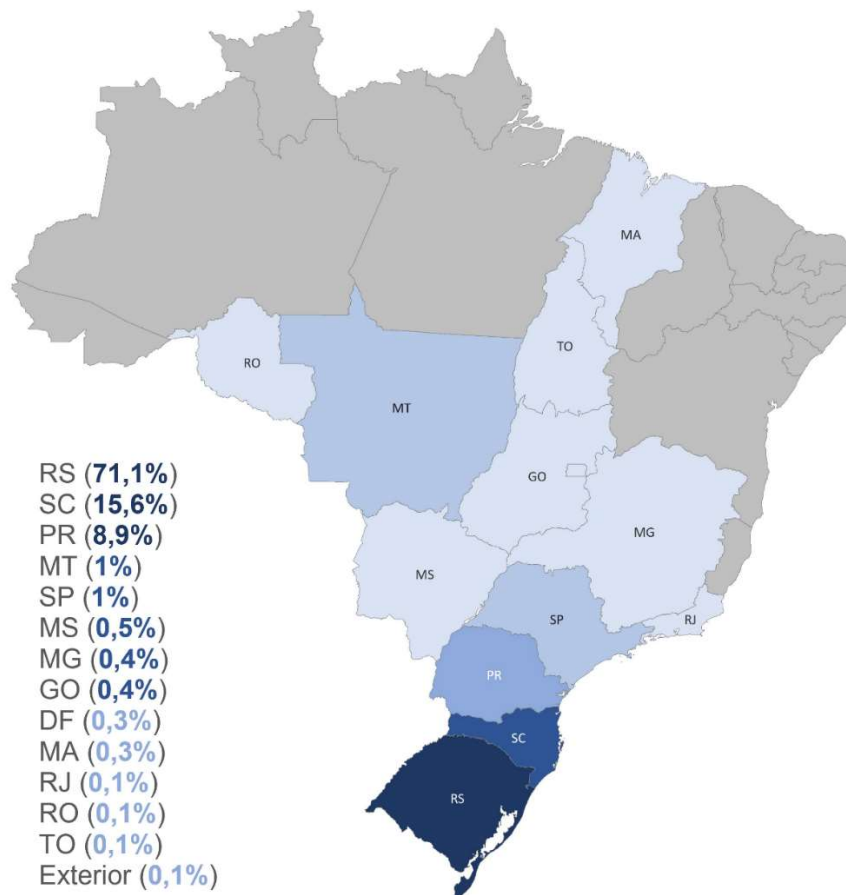 MA
TO
RO
MT
GO
MG
MS
SP
RJ
PR
SC
RS
RS (71,1%)
SC (15,6%)
PR (8,9%)
MT (1%)
SP (1%)
MS (0,5%)
MG (0,4%)
GO (0,4%)
DF (0,3%)
MA (0,3%)
RJ (0,1%)
RO (0,1%)
TO (0,1%)
Exterior (0,1%)